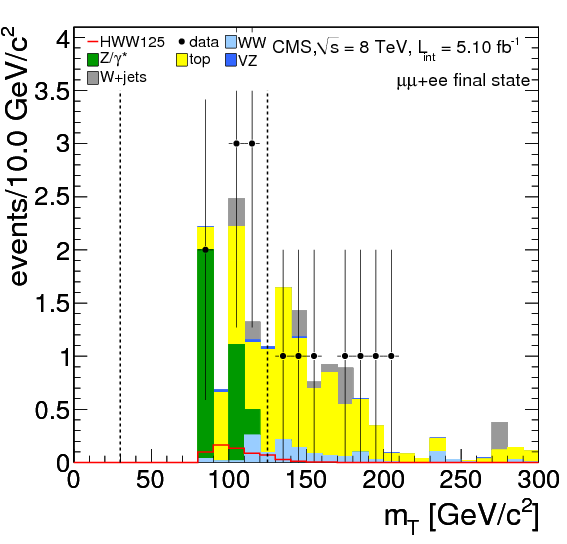 HWW125
data
WW
Z/γ*
top
VZ
W+jets
CMS,√s = 8 TeV, L_int = 5.10 fb⁻¹
μμ+ee final state
events/10.0 GeV/c²
4
3.5
3
2.5
2
1.5
1
0.5
0
0 50 100 150 200 250 300
m_T [GeV/c²]